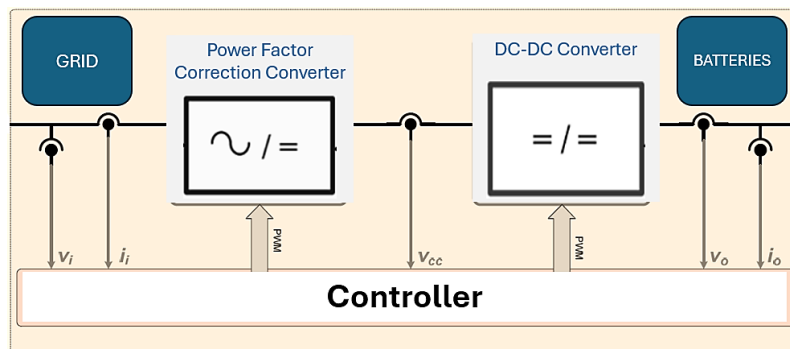 GRID
Power Factor
Correction Converter
DC-DC Converter
BATTERIES
∿ / =
= / =
PWM
PWM
vi
ii
vcc
vo
io
Controller